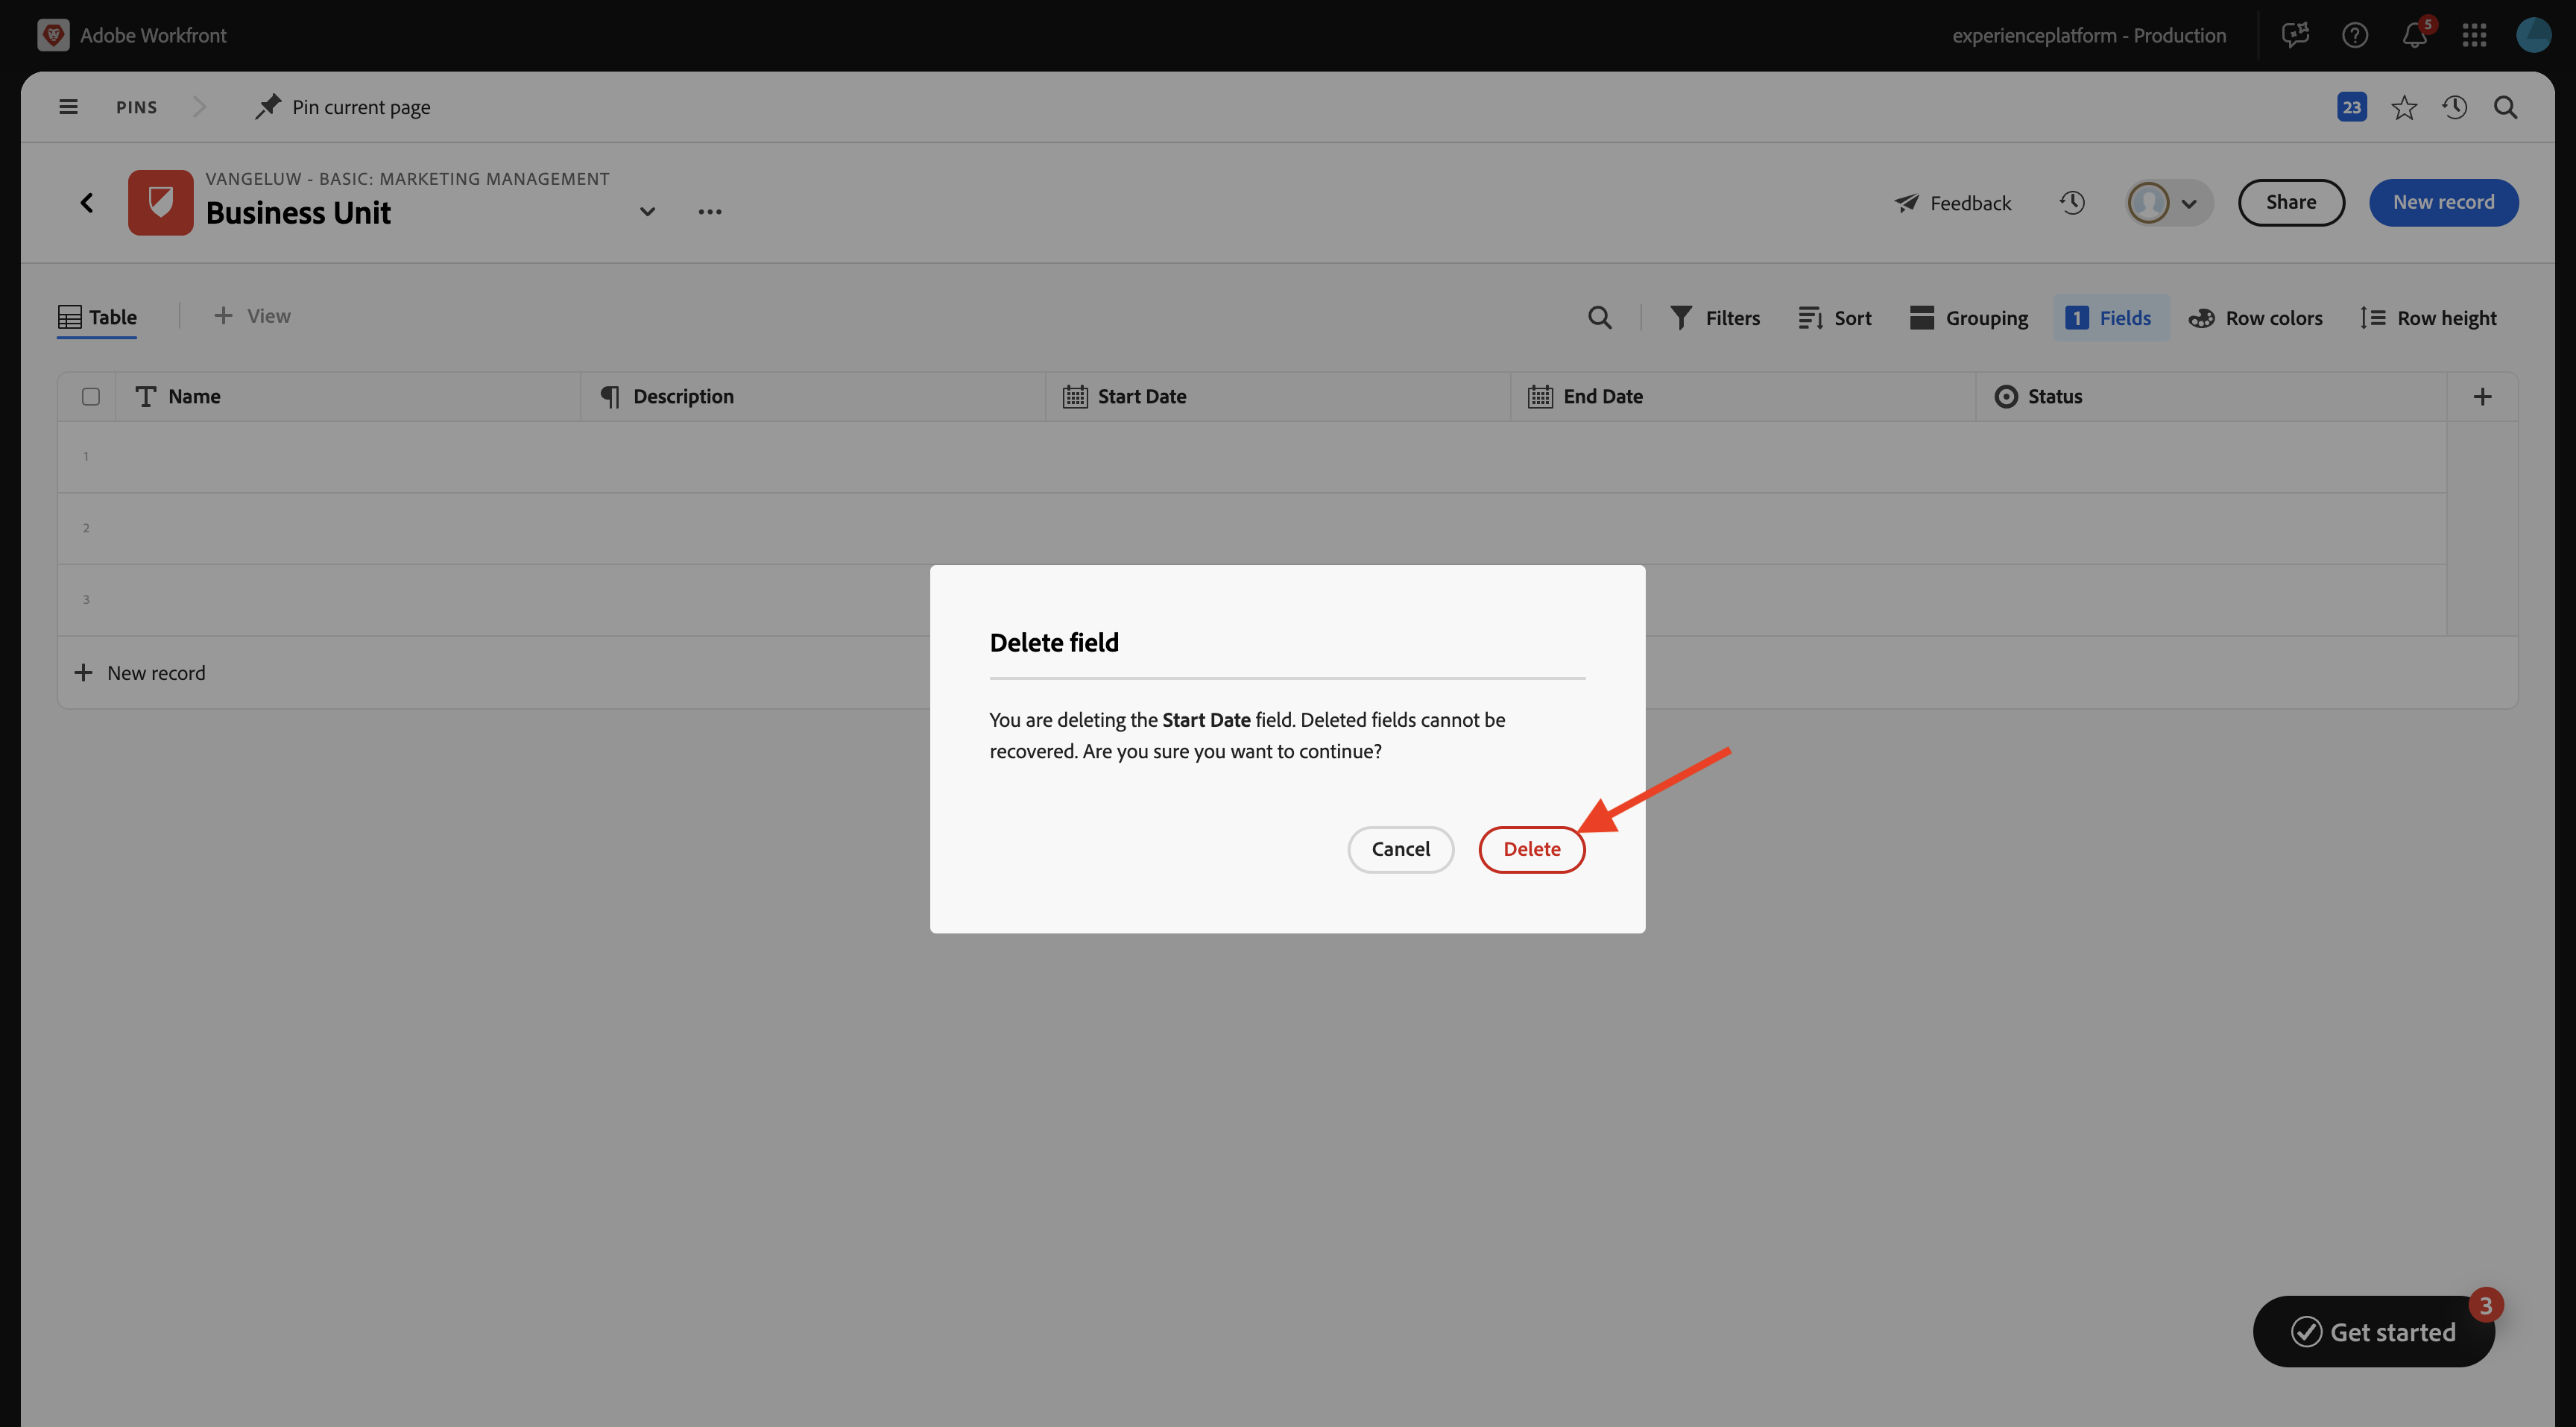 Adobe Workfront
experienceplatform - Production
5
PINS
Pin current page
23
VANGELUW - BASIC: MARKETING MANAGEMENT
Business Unit
Feedback
Share
New record
Table
View
Filters
Sort
Grouping
1 Fields
Row colors
Row height
Name
Description
Start Date
End Date
Status
1
2
3
New record
Delete field
You are deleting the Start Date field. Deleted fields cannot be
recovered. Are you sure you want to continue?
Cancel
Delete
3
Get started